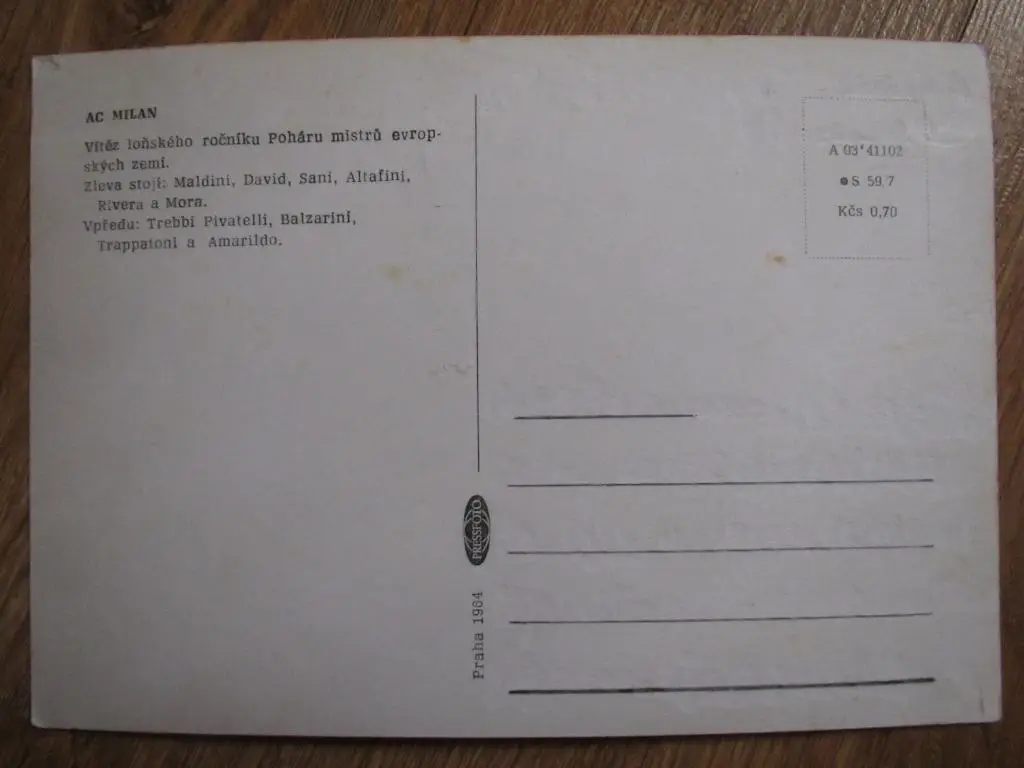 AC MILAN
Vítěz loňského ročníku Poháru mistrů evrop-
ských zemí.
Zleva stojí: Maldini, David, Sani, Altafini,
Rivera a Mora.
Vpředu: Trebbi Pivatelli, Balzarini,
Trappatoni a Amarildo.
A 03*41102
●S 59,7
Kčs 0,70
PRESSFOTO
Praha 1964